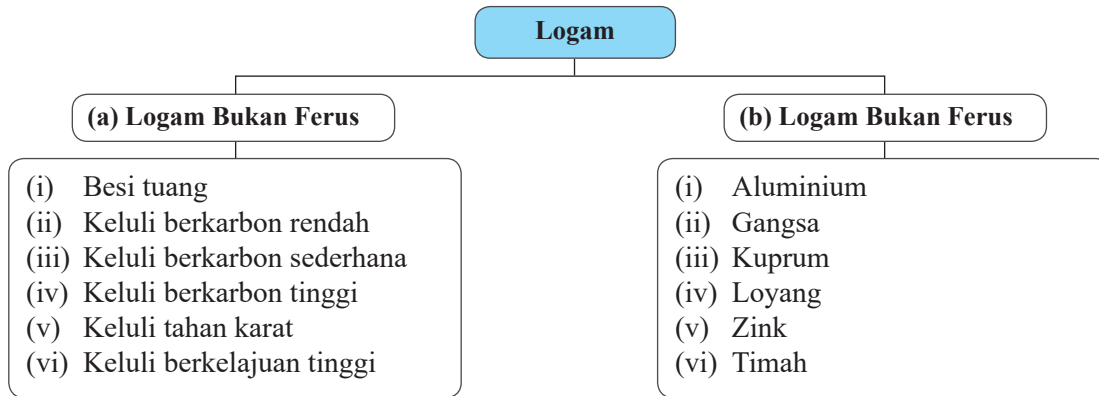 Logam
(a) Logam Bukan Ferus
(i) Besi tuang
(ii) Keluli berkarbon rendah
(iii) Keluli berkarbon sederhana
(iv) Keluli berkarbon tinggi
(v) Keluli tahan karat
(vi) Keluli berkelajuan tinggi
(b) Logam Bukan Ferus
(i) Aluminium
(ii) Gangsa
(iii) Kuprum
(iv) Loyang
(v) Zink
(vi) Timah